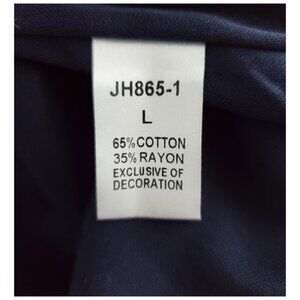 JH865-1
L
65% COTTON
35% RAYON
EXCLUSIVE OF
DECORATION